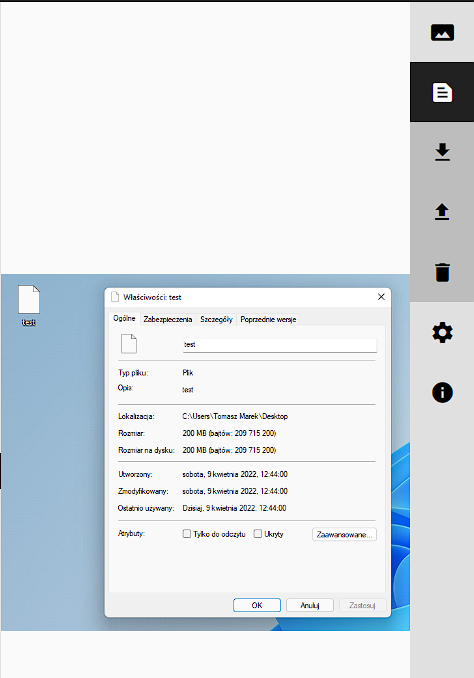 test
Właściwości: test
Ogólne Zabezpieczenia Szczegóły Poprzednie wersje
test
Typ pliku: Plik
Opis: test
Lokalizacja: C:\Users\Tomasz Marek\Desktop
Rozmiar: 200 MB (bajtów: 209 715 200)
Rozmiar na dysku: 200 MB (bajtów: 209 715 200)
Utworzony: sobota, 9 kwietnia 2022, 12:44:00
Zmodyfikowany: sobota, 9 kwietnia 2022, 12:44:00
Ostatnio używany: Dzisiaj, 9 kwietnia 2022, 12:44:00
Atrybuty: Tylko do odczytu Ukryty Zaawansowane...
OK Anuluj Zastosuj